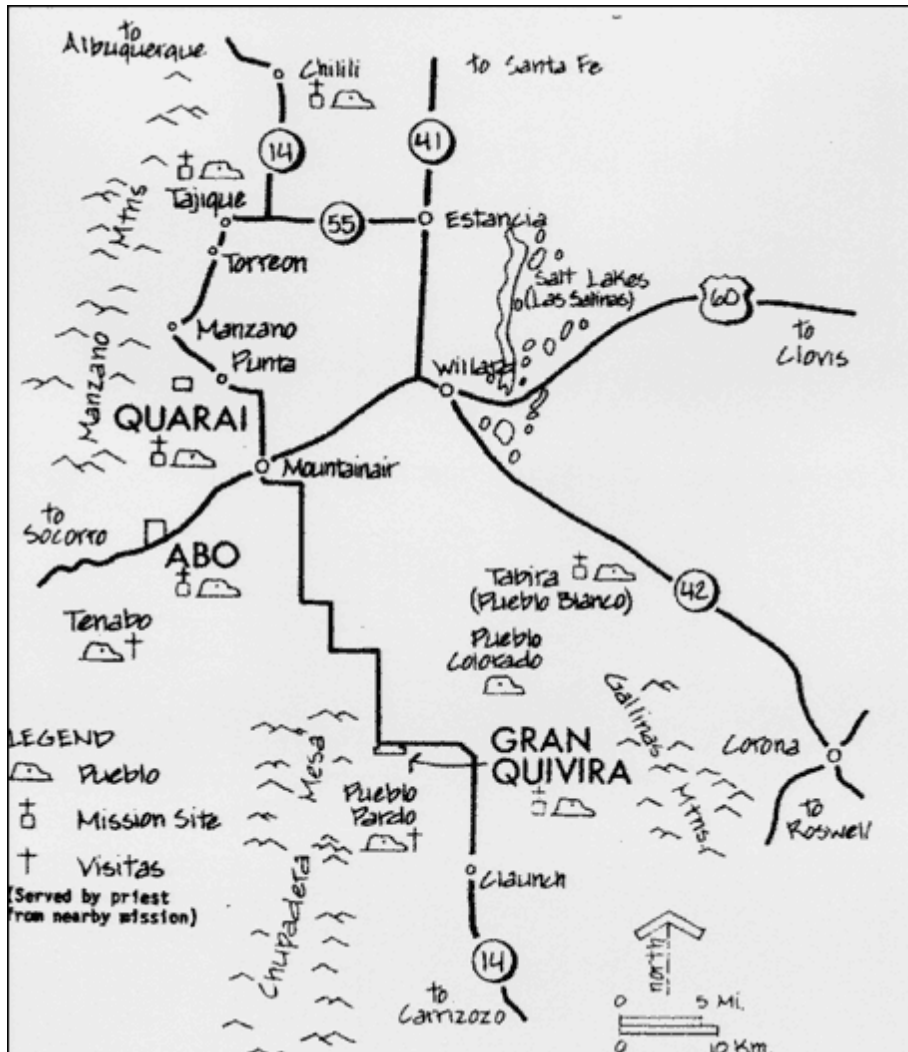 to
Albuquerque
Chilili
to Santa Fe
14
41
Tajique
55
Estancia
Torreon
Salt Lakes
(Las Salinas)
60
to
Clovis
Manzano Mtns
Manzano
Punta
Willard
QUARAI
Mountainair
to
Socorro
ABO
Tabira
(Pueblo Blanco)
42
Tenabo
Pueblo
Colorado
Gallinas Mtns.
LEGEND
Pueblo
Mission Site
Visitas
(Served by priest
from nearby mission)
Chupadera Mesa
GRAN
QUIVIRA
Corona
to
Roswell
Pueblo
Pardo
Claunch
14
to
Carrizozo
north
0 5 Mi.
0 10 Km.